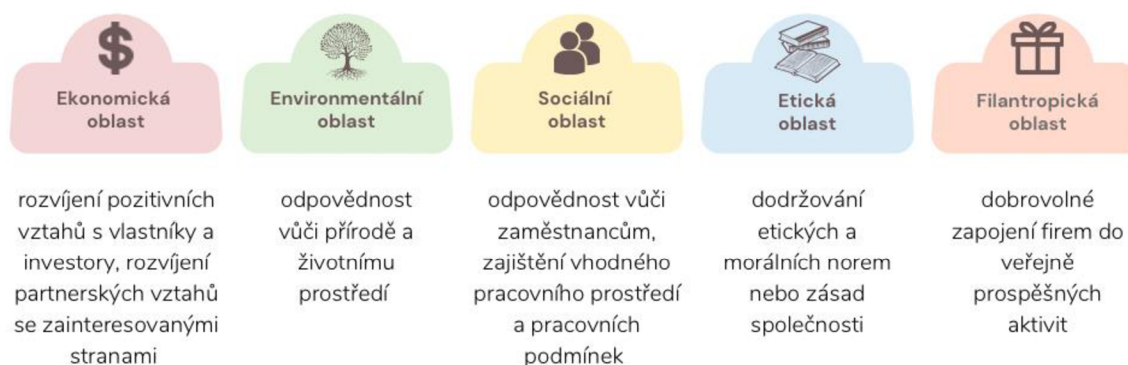 Ekonomická
oblast
rozvíjení pozitivních
vztahů s vlastníky a
investory, rozvíjení
partnerských vztahů
se zainteresovanými
stranami
Environmentální
oblast
odpovědnost
vůči přírodě a
životnímu
prostředí
Sociální
oblast
odpovědnost vůči
zaměstnancům,
zajištění vhodného
pracovního prostředí
a pracovních
podmínek
Etická
oblast
dodržování
etických a
morálních norem
nebo zásad
společnosti
Filantropická
oblast
dobrovolné
zapojení firem do
veřejně
prospěšných
aktivit